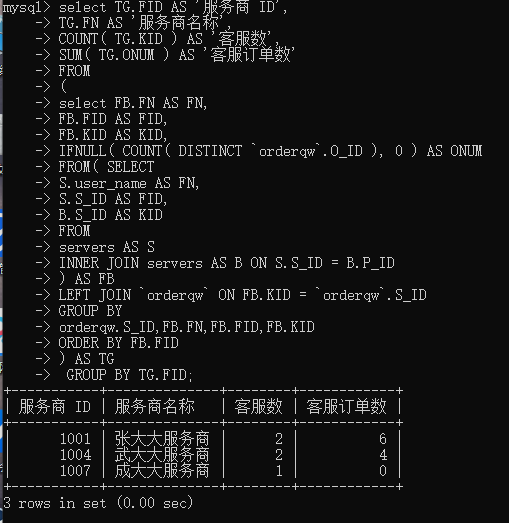 mysql> select TG.FID AS '服务商 ID',
-> TG.FN AS '服务商名称',
-> COUNT( TG.KID ) AS '客服数',
-> SUM( TG.ONUM ) AS '客服订单数'
-> FROM
-> (
-> select FB.FN AS FN,
-> FB.FID AS FID,
-> FB.KID AS KID,
-> IFNULL( COUNT( DISTINCT `orderqw`.O_ID ), 0 ) AS ONUM
-> FROM( SELECT
-> S.user_name AS FN,
-> S.S_ID AS FID,
-> B.S_ID AS KID
-> FROM
-> servers AS S
-> INNER JOIN servers AS B ON S.S_ID = B.P_ID
-> ) AS FB
-> LEFT JOIN `orderqw` ON FB.KID = `orderqw`.S_ID
-> GROUP BY
-> orderqw.S_ID,FB.FN,FB.FID,FB.KID
-> ORDER BY FB.FID
-> ) AS TG
-> GROUP BY TG.FID;
+-----------+----------------+--------+------------+
| 服务商 ID | 服务商名称 | 客服数 | 客服订单数 |
+-----------+----------------+--------+------------+
| 1001 | 张大大服务商 | 2 | 6 |
| 1004 | 武大大服务商 | 2 | 4 |
| 1007 | 成大大服务商 | 1 | 0 |
+-----------+----------------+--------+------------+
3 rows in set (0.00 sec)